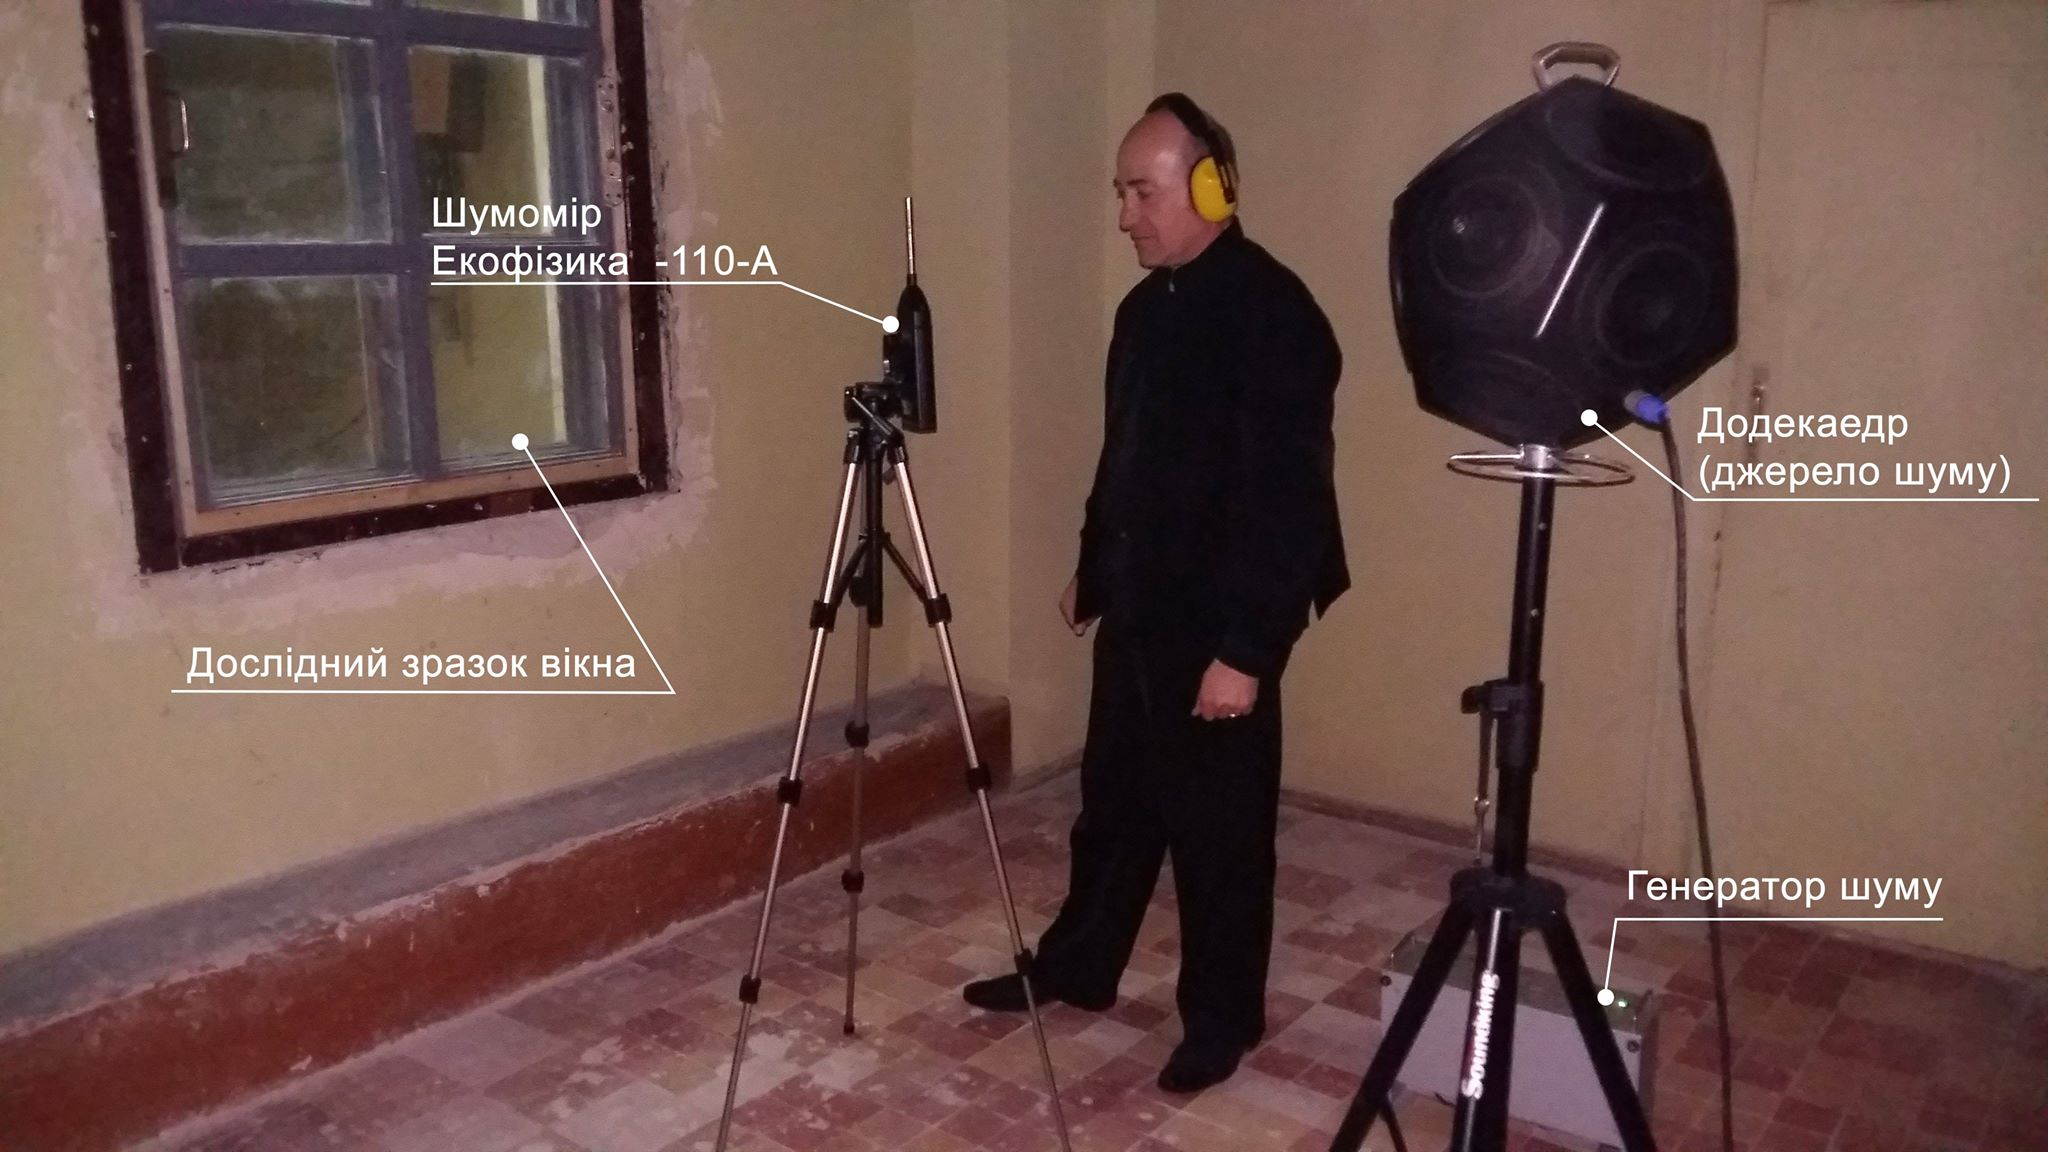 Шумомір
Екофізика -110-А
Додекаедр
(джерело шуму)
Дослідний зразок вікна
Генератор шуму
Soundking